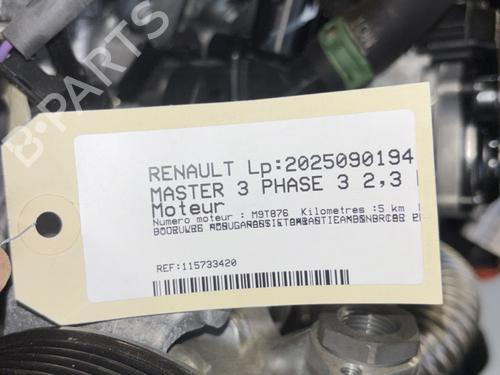 RENAULT Lp:2025090194
MASTER 3 PHASE 3 2,3
Moteur
Numero moteur : M9T876 Kilometres :5 km
REF:115733420
B-PARTS